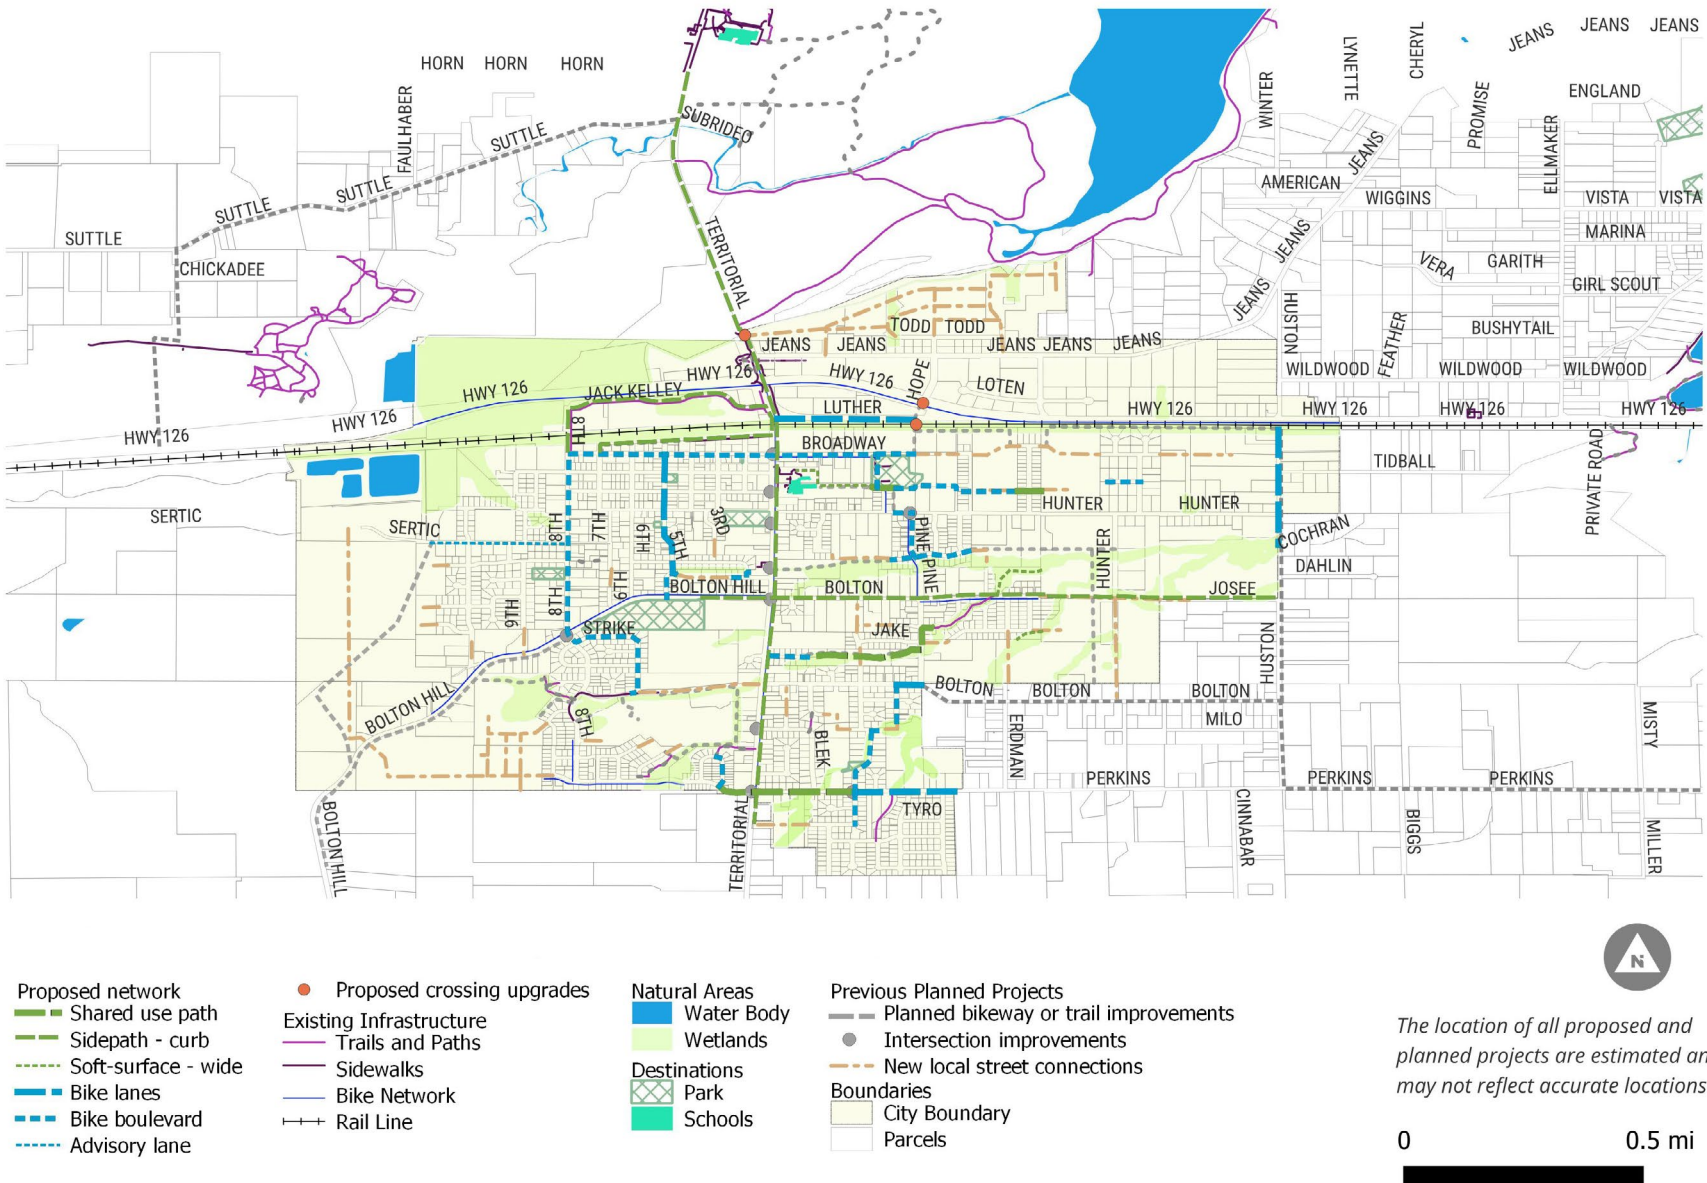 JEANS JEANS JEANS
HORN HORN HORN
LYNETTE
CHERYL
FAULHABER
WINTER
PROMISE
ENGLAND
SUTTLE
SUTTLE
SUTTLE
SUTTLE
JEANS
ELLMAKER
AMERICAN
WIGGINS
VISTA VISTA
TERRITORIAL
MARINA
JEANS
CHICKADEE
VERA
GARITH
GIRL SCOUT
JEANS
HUSTON
FEATHER
BUSHYTAIL
TODD TODD
JEANS JEANS JEANS JEANS JEANS
WILDWOOD WILDWOOD WILDWOOD
HWY 126 HWY 126 HWY 126
HOPE
LOTEN
JACK KELLEY
LUTHER
HWY 126 HWY 126 HWY 126 HWY 126
HWY 126 HWY 126
8TH
BROADWAY
TIDBALL
PRIVATE ROAD
HUNTER HUNTER
SERTIC
SERTIC
8TH 7TH 6TH 5TH 3RD
PINE
COCHRAN
HUNTER
DAHLIN
BOLTON HILL BOLTON
PINE
JOSEE
9TH 8TH 6TH
STRIKE
JAKE
HUSTON
BOLTON HILL
BOLTON BOLTON BOLTON
8TH
MILO
ERDMAN
BLEK
MISTY
PERKINS PERKINS PERKINS
BOLTON HILL
TERRITORIAL
TYRO
CINNABAR
BIGGS
MILLER
N
Proposed network
Shared use path
Sidepath - curb
Soft-surface - wide
Bike lanes
Bike boulevard
Advisory lane
Proposed crossing upgrades
Existing Infrastructure
Trails and Paths
Sidewalks
Bike Network
Rail Line
Natural Areas
Water Body
Wetlands
Destinations
Park
Schools
Previous Planned Projects
Planned bikeway or trail improvements
Intersection improvements
New local street connections
Boundaries
City Boundary
Parcels
The location of all proposed and
planned projects are estimated
may not reflect accurate locations
0 0.5 mi